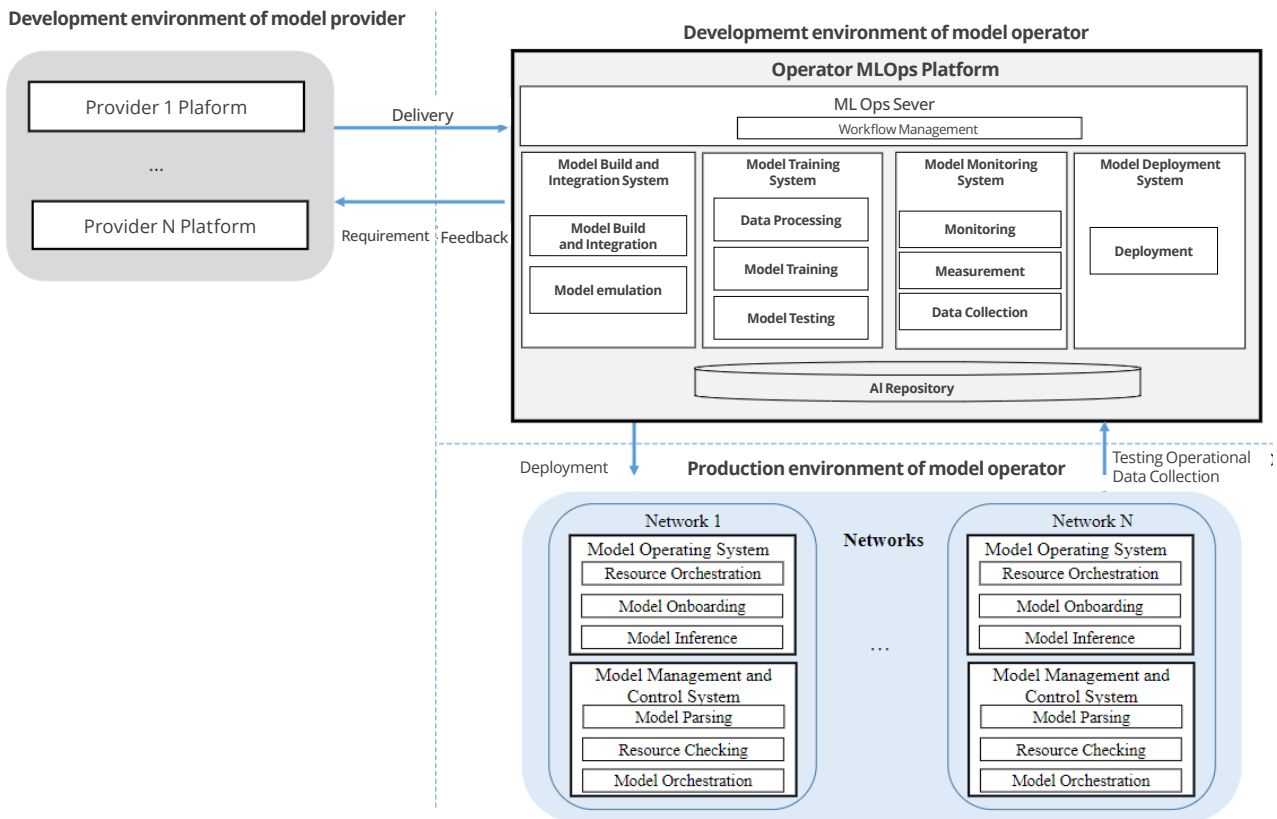 Development environment of model provider
Provider 1 Plaform
...
Provider N Platform
Delivery
Requirement
Feedback
Developmemt environment of model operator
Operator MLOps Platform
ML Ops Sever
Workflow Management
Model Build and
Integration System
Model Build
and Integration
Model emulation
Model Training
System
Data Processing
Model Training
Model Testing
Model Monitoring
System
Monitoring
Measurement
Data Collection
Model Deployment
System
Deployment
AI Repository
Deployment
Production environment of model operator
Testing Operational
Data Collection
Network 1
Model Operating System
Resource Orchestration
Model Onboarding
Model Inference
Model Management and
Control System
Model Parsing
Resource Checking
Model Orchestration
Networks
...
Network N
Model Operating System
Resource Orchestration
Model Onboarding
Model Inference
Model Management and
Control System
Model Parsing
Resource Checking
Model Orchestration